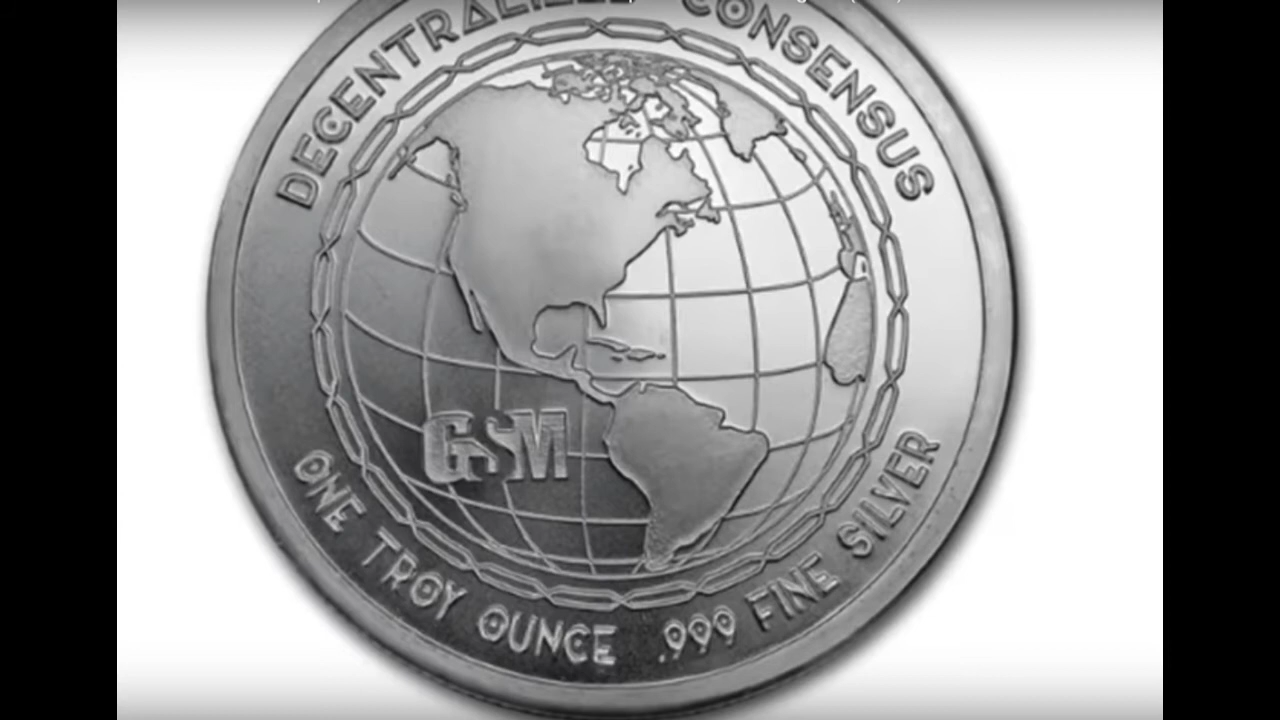 DECENTRALIZED CONSENSUS
GSM
ONE TROY OUNCE .999 FINE SILVER